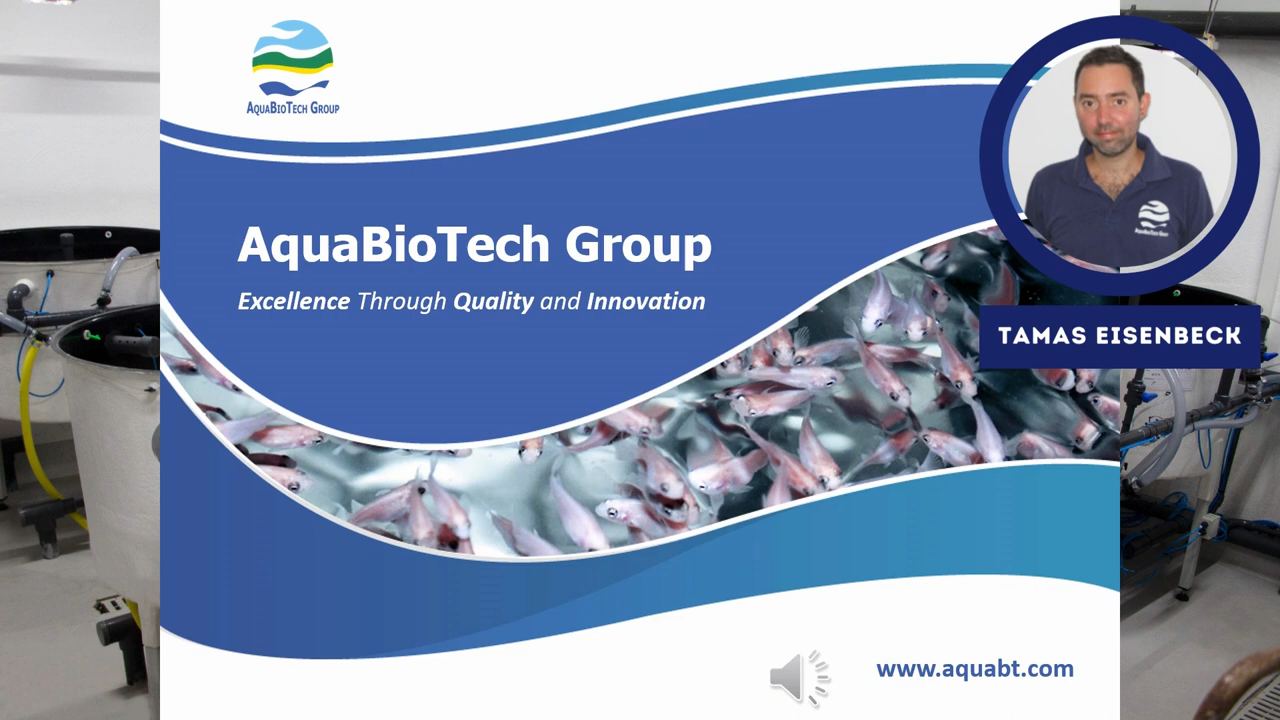 AquaBioTech Group
AquaBioTech Group
Excellence Through Quality and Innovation
TAMAS EISENBECK
www.aquabt.com